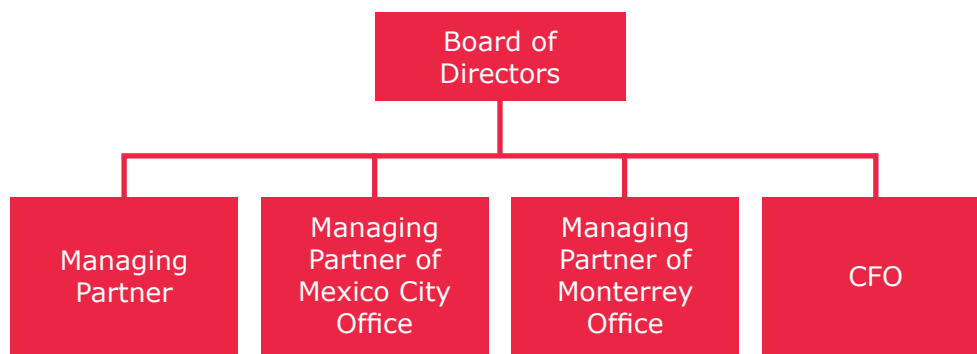 Board of
Directors
Managing
Partner
Managing
Partner of
Mexico City
Office
Managing
Partner of
Monterrey
Office
CFO